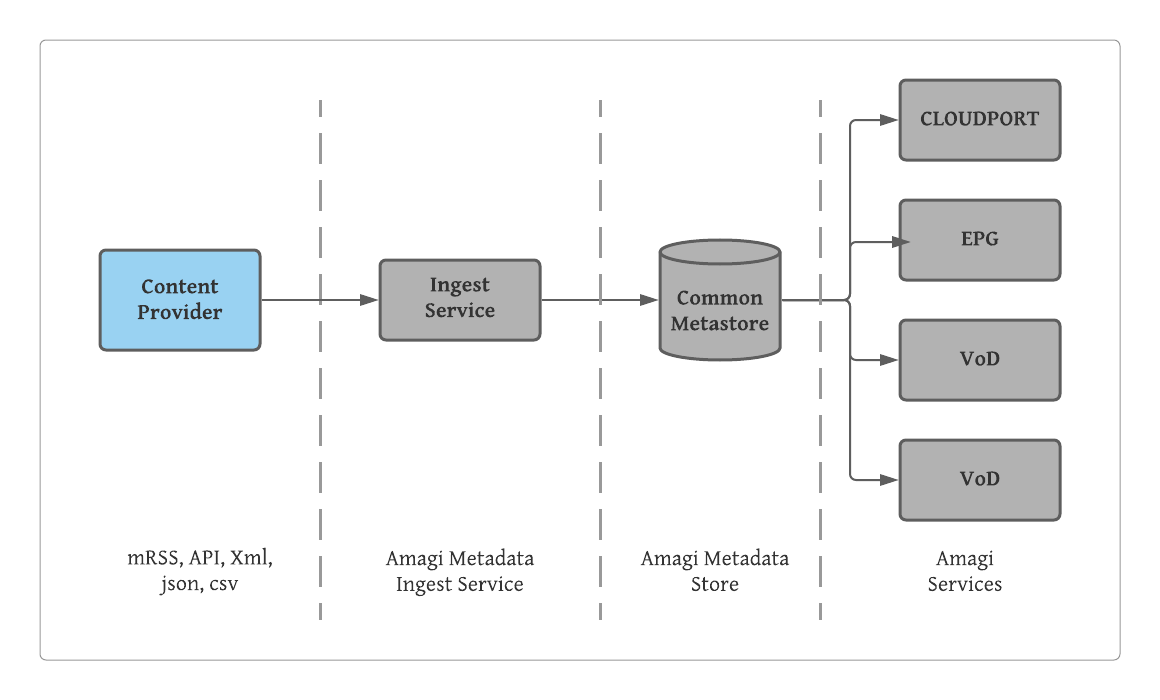 CLOUDPORT
EPG
Content
Provider
Ingest
Service
Common
Metastore
VoD
VoD
mRSS, API, Xml,
json, csv
Amagi Metadata
Ingest Service
Amagi Metadata
Store
Amagi
Services